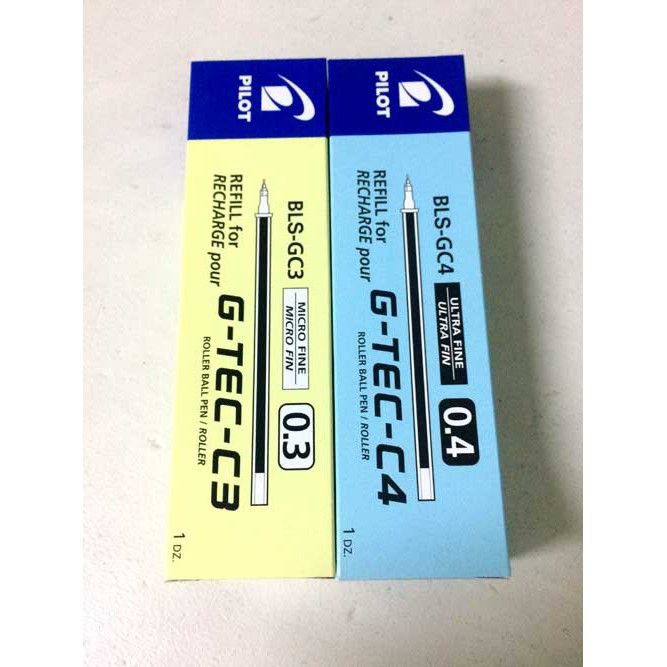 PILOT
BLS-GC3
MICRO FINE
MICRO FIN
0.3
REFILL for
RECHARGE pour
G-TEC-C3
ROLLER BALL PEN / ROLLER
1 DZ.
PILOT
BLS-GC4
ULTRA FINE
ULTRA FIN
0.4
REFILL for
RECHARGE pour
G-TEC-C4
ROLLER BALL PEN / ROLLER
1 DZ.